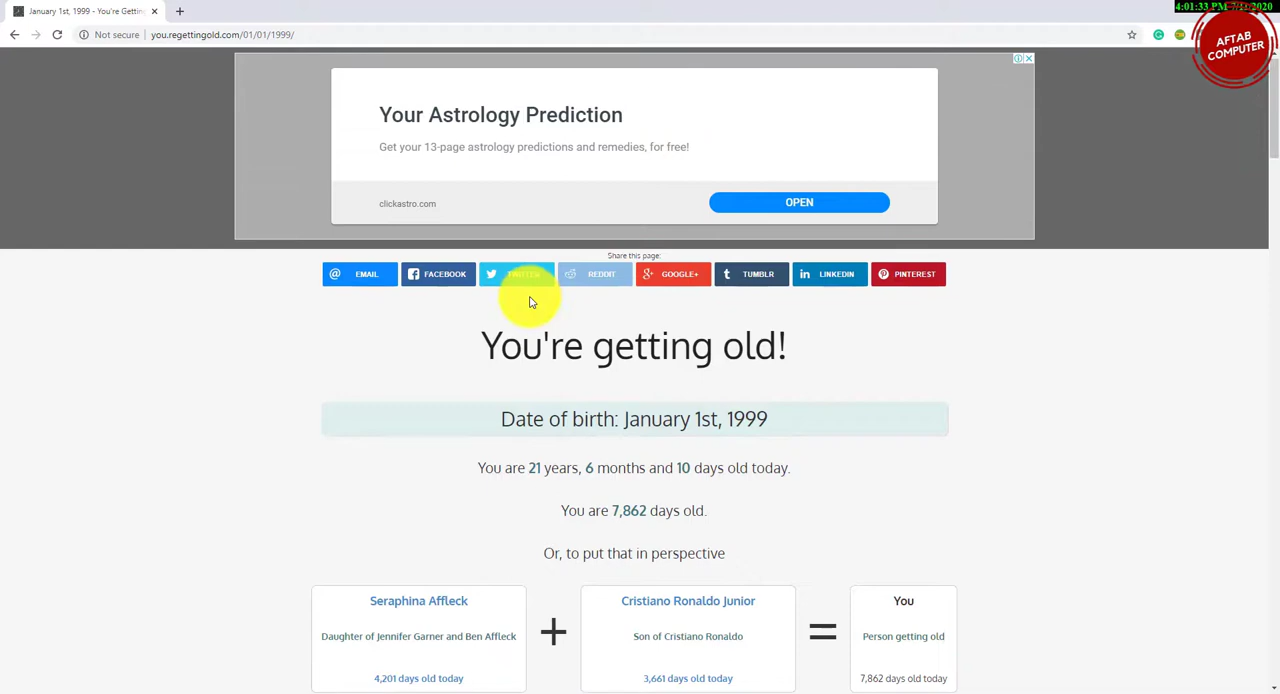 January 1st, 1999 - You're Gettin
4:01:33 PM
2020
Not secure
you.regettingold.com/01/01/1999/
AFTAB
COMPUTER
Your Astrology Prediction
Get your 13-page astrology predictions and remedies, for free!
clickastro.com
OPEN
Share this page:
EMAIL
FACEBOOK
TWITTER
REDDIT
GOOGLE+
TUMBLR
LINKEDIN
PINTEREST
You're getting old!
Date of birth: January 1st, 1999
You are 21 years, 6 months and 10 days old today.
You are 7,862 days old.
Or, to put that in perspective
Seraphina Affleck
Daughter of Jennifer Garner and Ben Affleck
4,201 days old today
+
Cristiano Ronaldo Junior
Son of Cristiano Ronaldo
3,661 days old today
=
You
Person getting old
7,862 days old today